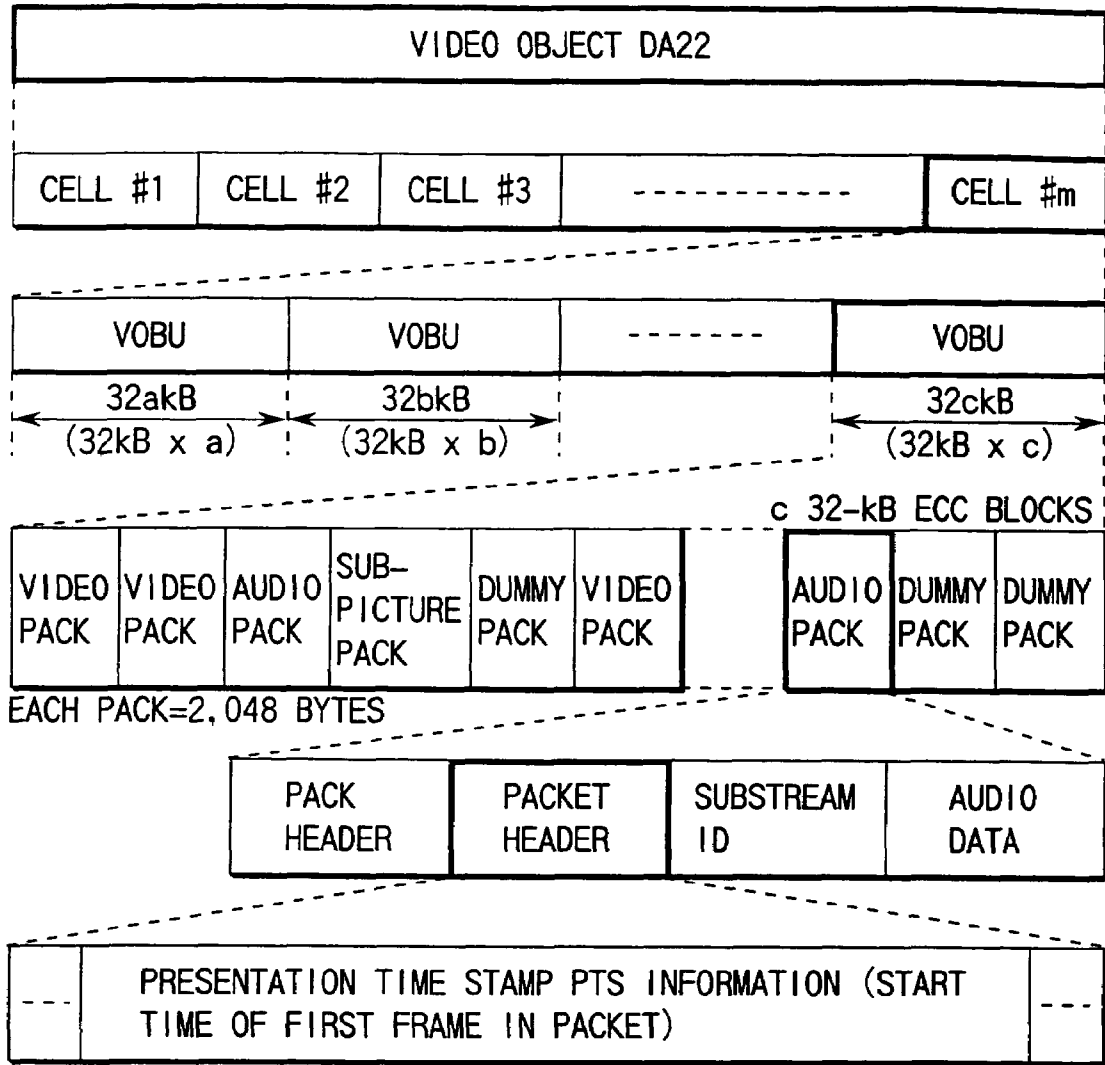 VIDEO OBJECT DA22
CELL #1 CELL #2 CELL #3 CELL #m
VOBU VOBU VOBU
32akB 32bkB 32ckB
(32kB x a) (32kB x b) (32kB x c)
c 32-kB ECC BLOCKS
VIDEO PACK
VIDEO PACK
AUDIO PACK
SUB-
PICTURE
PACK
DUMMY PACK
VIDEO PACK
AUDIO PACK
DUMMY PACK
DUMMY PACK
EACH PACK=2,048 BYTES
PACK
HEADER
PACKET
HEADER
SUBSTREAM
ID
AUDIO
DATA
PRESENTATION TIME STAMP PTS INFORMATION (START
TIME OF FIRST FRAME IN PACKET)